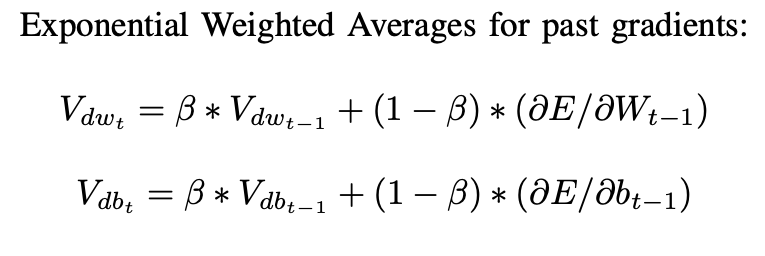 Exponential Weighted Averages for past gradients:
V_{dw_t} = β * V_{dw_{t−1}} + (1 − β) * (∂E/∂W_{t−1})
V_{db_t} = β * V_{db_{t−1}} + (1 − β) * (∂E/∂b_{t−1})